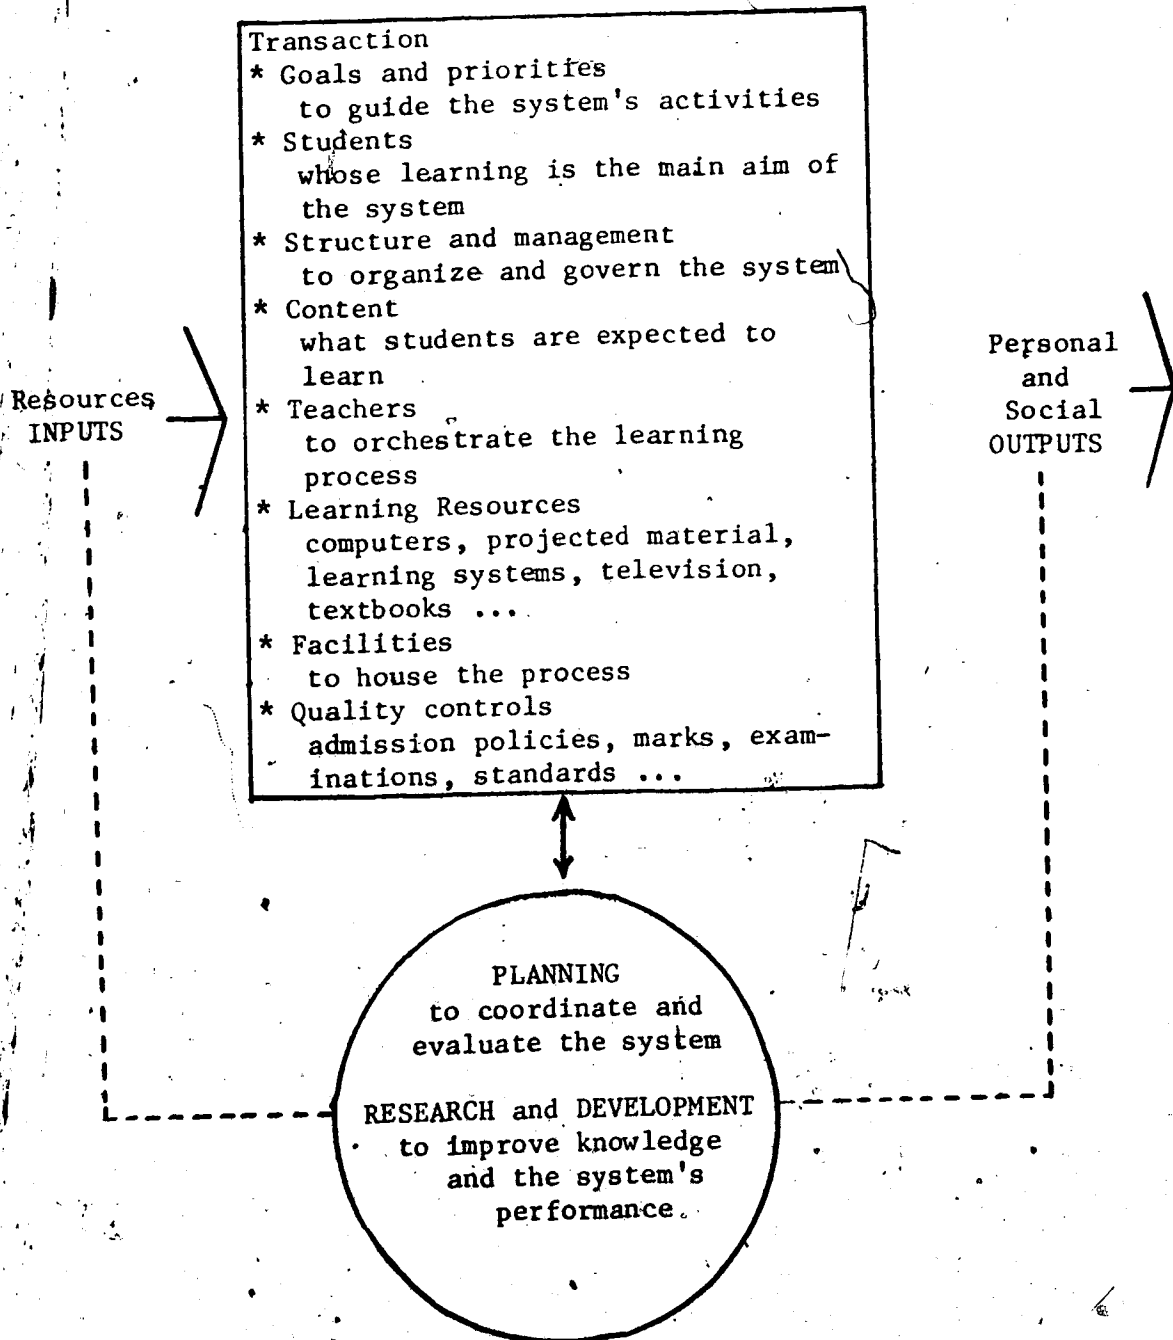 Transaction
* Goals and priorities
to guide the system's activities
* Students
whose learning is the main aim of
the system
* Structure and management
to organize and govern the system
* Content
what students are expected to
learn
* Teachers
to orchestrate the learning
process
* Learning Resources
computers, projected material,
learning systems, television,
textbooks ...
* Facilities
to house the process
* Quality controls
admission policies, marks, exam-
inations, standards ...
Resources
INPUTS
Personal
and
Social
OUTPUTS
PLANNING
to coordinate and
evaluate the system
RESEARCH and DEVELOPMENT
to improve knowledge
and the system's
performance.